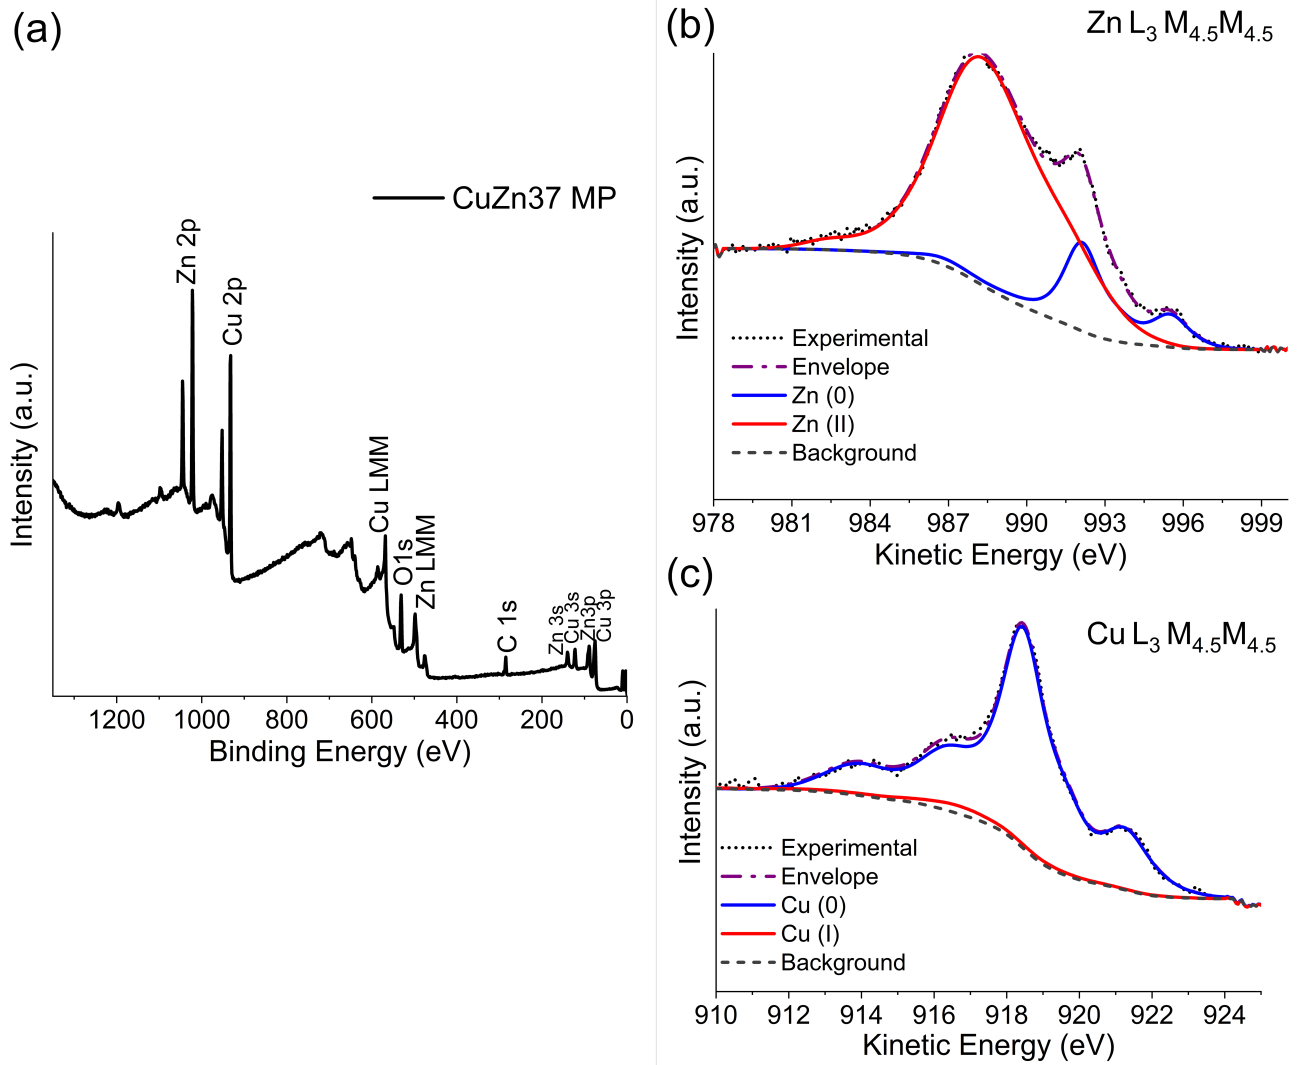 (a)
CuZn37 MP
Zn 2p
Cu 2p
Cu LMM
O1s
Zn LMM
C 1s
Zn 3s
Cu 3s
Zn3p
Cu 3p
Intensity (a.u.)
1200 1000 800 600 400 200 0
Binding Energy (eV)
(b)
Zn L3 M4.5M4.5
Intensity (a.u.)
Experimental
Envelope
Zn (0)
Zn (II)
Background
978 981 984 987 990 993 996 999
Kinetic Energy (eV)
(c)
Cu L3 M4.5M4.5
Intensity (a.u.)
Experimental
Envelope
Cu (0)
Cu (I)
Background
910 912 914 916 918 920 922 924
Kinetic Energy (eV)